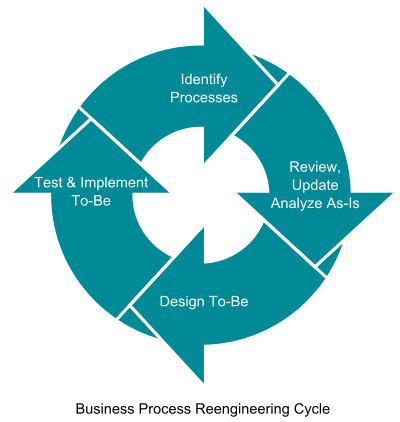 Identify
Processes
Review,
Update
Analyze As-Is
Design To-Be
Test & Implement
To-Be
Business Process Reengineering Cycle